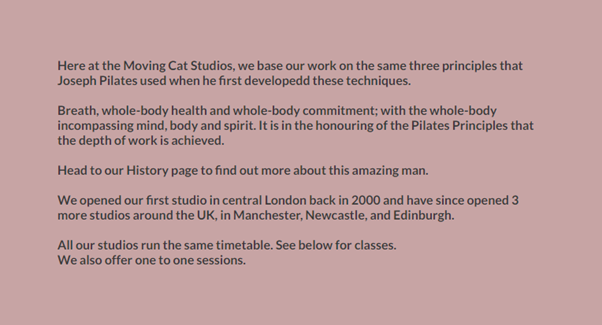 Here at the Moving Cat Studios, we base our work on the same three principles that
Joseph Pilates used when he first developedd these techniques.
Breath, whole-body health and whole-body commitment; with the whole-body
incompassing mind, body and spirit. It is in the honouring of the Pilates Principles that
the depth of work is achieved.
Head to our History page to find out more about this amazing man.
We opened our first studio in central London back in 2000 and have since opened 3
more studios around the UK, in Manchester, Newcastle, and Edinburgh.
All our studios run the same timetable. See below for classes.
We also offer one to one sessions.